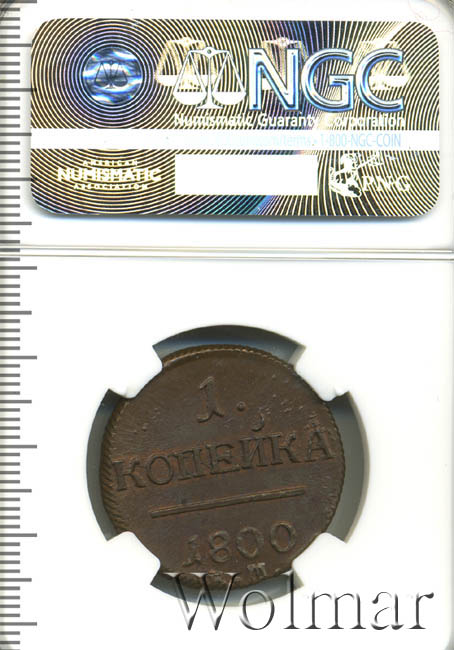 NGC
Numismatic Guaranty Corporation
1-800-NGC-COIN
AMERICAN
NUMISMATIC
ASSOCIATION
PNG
1.
КОПЕЙКА
1800
Wolmar